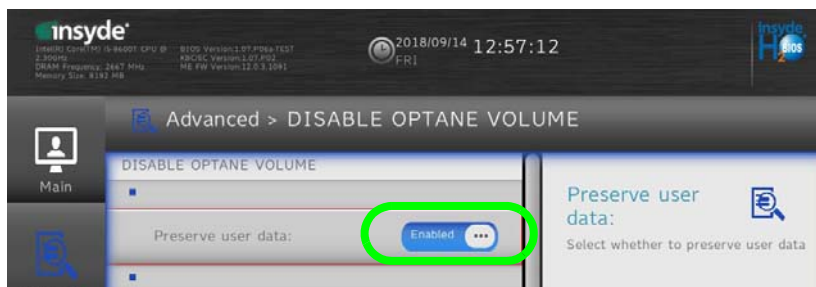 insyde®
Intel(R) Core(TM) i5-8600T CPU @ 2.30GHz
DRAM Frequency: 2667 MHz
Memory Size: 8192 MB
BIOS Version:1.07.P06a-TEST
KBC/EC Version:1.07.P02
ME FW Version:12.0.3.1091
2018/09/14 12:57:12
FRI
insyde
H2O BIOS
Advanced > DISABLE OPTANE VOLUME
Main
DISABLE OPTANE VOLUME
Preserve user data:
Enabled
Preserve user
data:
Select whether to preserve user data